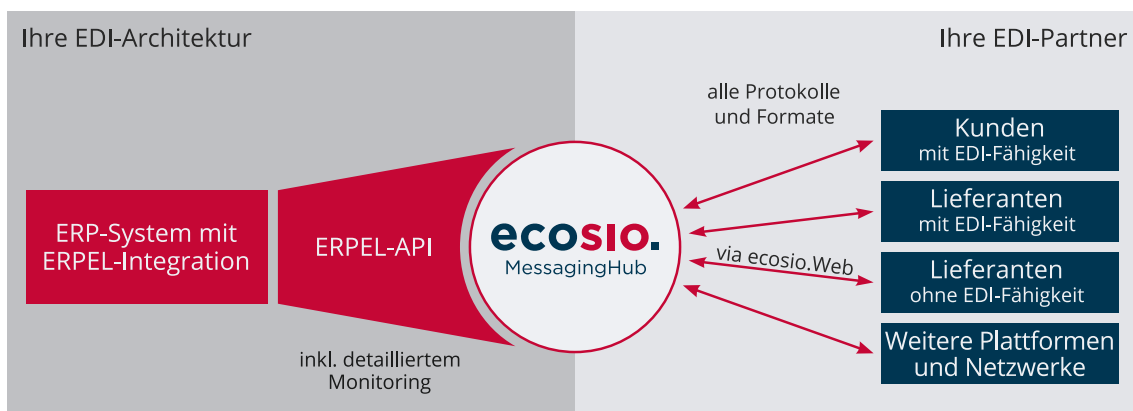 Ihre EDI-Architektur
Ihre EDI-Partner
ERP-System mit
ERPEL-Integration
ERPEL-API
inkl. detailliertem
Monitoring
ecosio.
MessagingHub
alle Protokolle
und Formate
via ecosio.Web
Kunden
mit EDI-Fähigkeit
Lieferanten
mit EDI-Fähigkeit
Lieferanten
ohne EDI-Fähigkeit
Weitere Plattformen
und Netzwerke